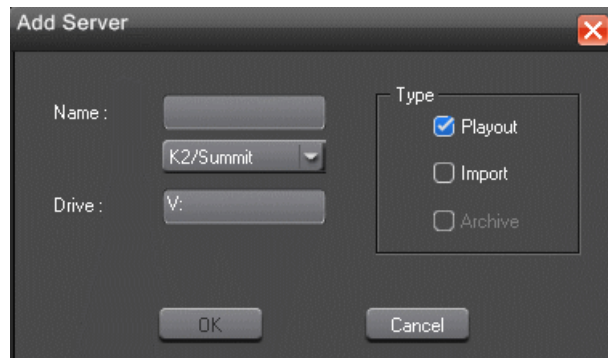 Add Server
Name :
K2/Summit
Drive :
V:
Type
Playout
Import
Archive
OK
Cancel